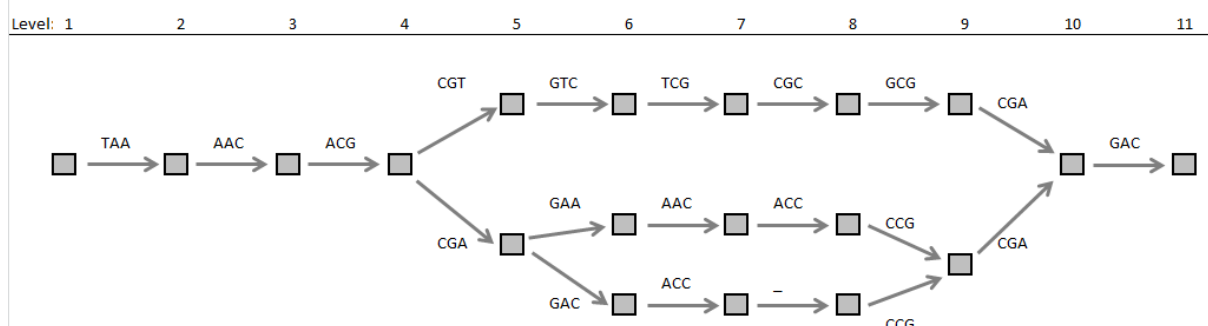 Level: 1 2 3 4 5 6 7 8 9 10 11
CGT GTC TCG CGC GCG CGA
TAA AAC ACG GAC
GAA AAC ACC CCG
CGA CGA
GAC ACC _ CCG